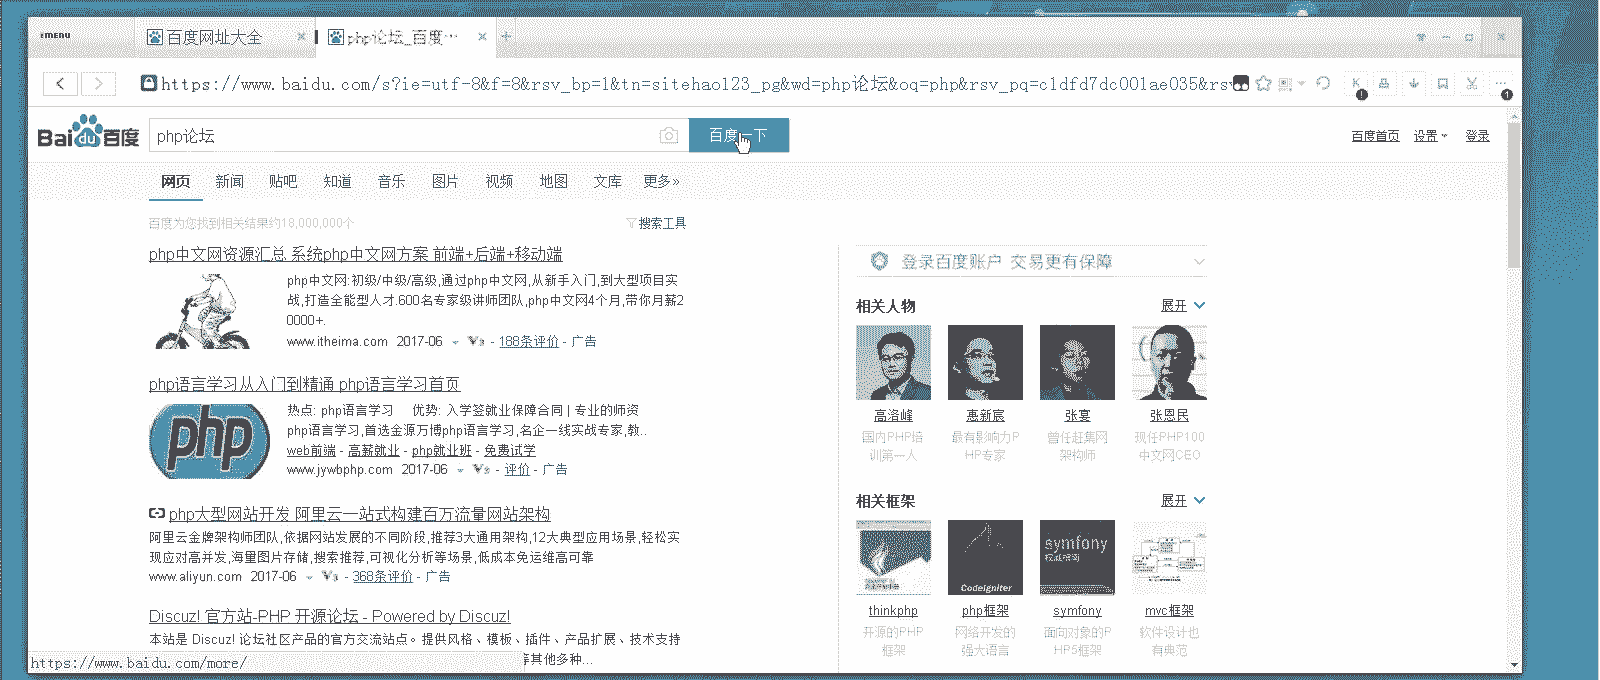 ≡MENU
百度网址大全
php论坛_百度···
https://www.baidu.com/s?ie=utf-8&f=8&rsv_bp=1&tn=sitehao123_pg&wd=php论坛&oq=php&rsv_pq=c1dfd7dc001ae035&rsv
Bai du 百度
php论坛
百度一下
百度首页 设置 登录
网页 新闻 贴吧 知道 音乐 图片 视频 地图 文库 更多»
百度为您找到相关结果约18,000,000个
搜索工具
php中文网资源汇总 系统php中文网方案 前端+后端+移动端
php中文网:初级/中级/高级,通过php中文网,从新手入门,到大型项目实
战,打造全能型人才.600名专家级讲师团队,php中文网4个月,带你月薪2
0000+.
www.itheima.com 2017-06 V3 - 188条评价 - 广告
php语言学习从入门到精通 php语言学习首页
php
热点: php语言学习 优势: 入学签就业保障合同 | 专业的师资
php语言学习,首选金源万博php语言学习,名企一线实战专家,教..
web前端 - 高薪就业 - php就业班 - 免费试学
www.jywbphp.com 2017-06 V3 - 评价 - 广告
php大型网站开发 阿里云一站式构建百万流量网站架构
阿里云金牌架构师团队,依据网站发展的不同阶段,推荐3大通用架构,12大典型应用场景,轻松实
现应对高并发,海量图片存储,搜索推荐,可视化分析等场景,低成本免运维高可靠
www.aliyun.com 2017-06 V3 - 368条评价 - 广告
Discuz! 官方站-PHP 开源论坛 - Powered by Discuz!
本站是 Discuz! 论坛社区产品的官方交流站点。提供风格、模板、插件、产品扩展、技术支持
等其他多种...
https://www.baidu.com/more/
登录百度账户 交易更有保障
相关人物 展开
高洛峰 惠新宸 张宴 张恩民
国内PHP培 最有影响力P 曾任赶集网 现任PHP100
训第一人 HP专家 架构师 中文网CEO
相关框架 展开
CodeIgniter
symfony
权威指南
thinkphp php框架 symfony mvc框架
开源的PHP 网络开发的 面向对象的P 软件设计也
框架 强大语言 HP5框架 有典范